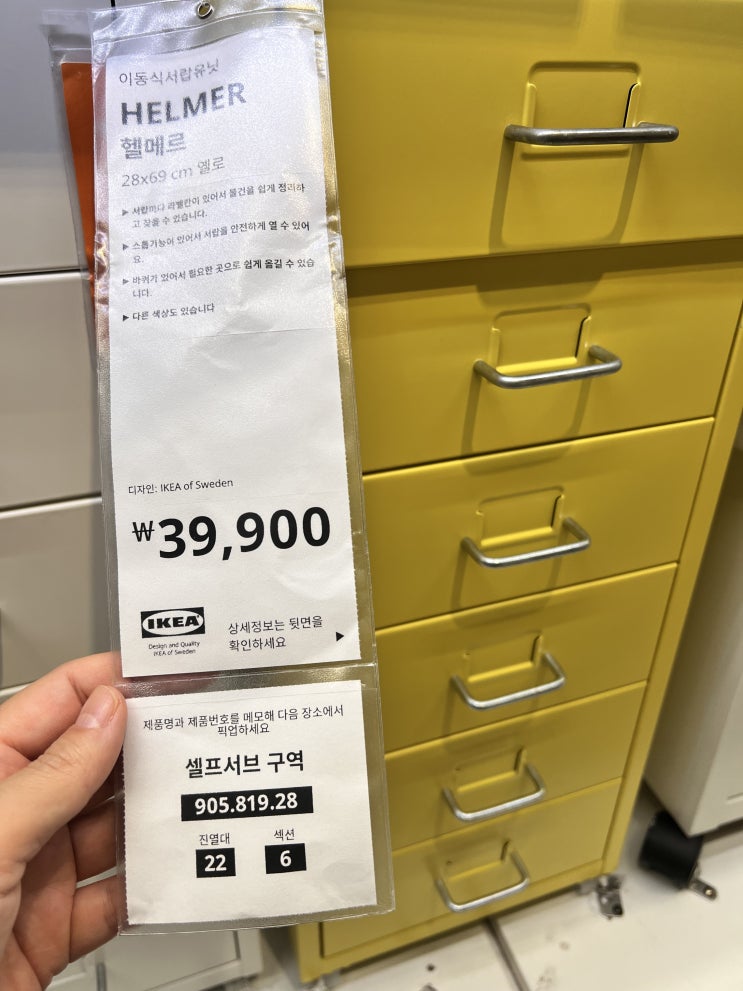 이동식서랍유닛
HELMER
헬메르
28x69 cm 옐로
▶ 서랍마다 라벨칸이 있어서 물건을 쉽게 정리하
고 찾을 수 있습니다.
▶ 스톱기능이 있어서 서랍을 안전하게 열 수 있어
요.
▶ 바퀴가 있어서 필요한 곳으로 쉽게 옮길 수 있습
니다.
▶ 다른 색상도 있습니다
디자인: IKEA of Sweden
₩39,900
IKEA
Design and Quality
IKEA of Sweden
상세정보는 뒷면을
확인하세요 ▶
제품명과 제품번호를 메모해 다음 장소에서
픽업하세요
셀프서브 구역
905.819.28
진열대 섹션
22 6